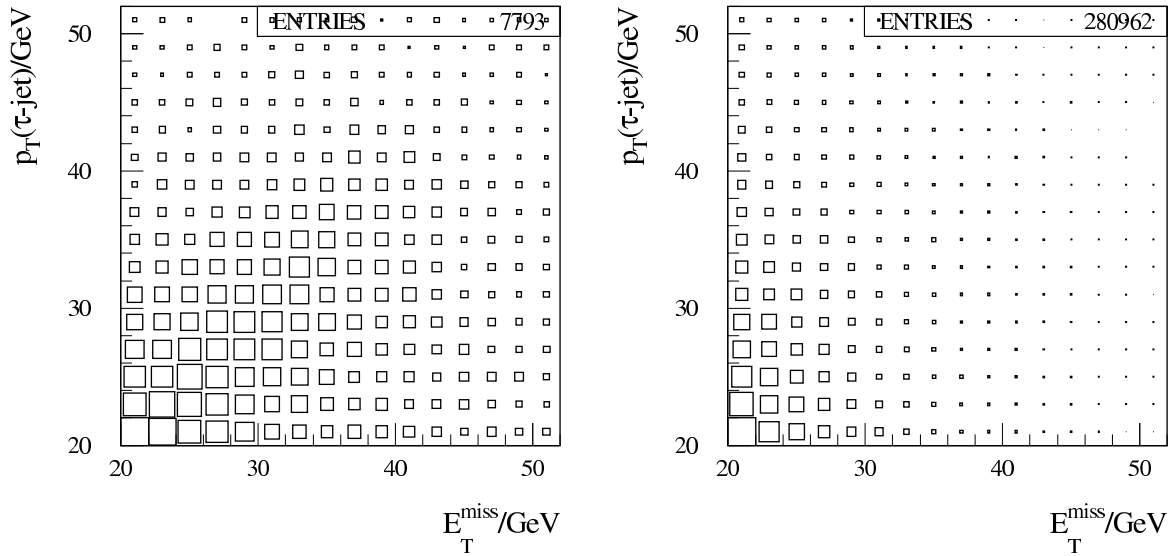 p_T(τ-jet)/GeV
50
40
30
20
ENTRIES 7793
20 30 40 50
E_T^miss/GeV
p_T(τ-jet)/GeV
50
40
30
20
ENTRIES 280962
20 30 40 50
E_T^miss/GeV